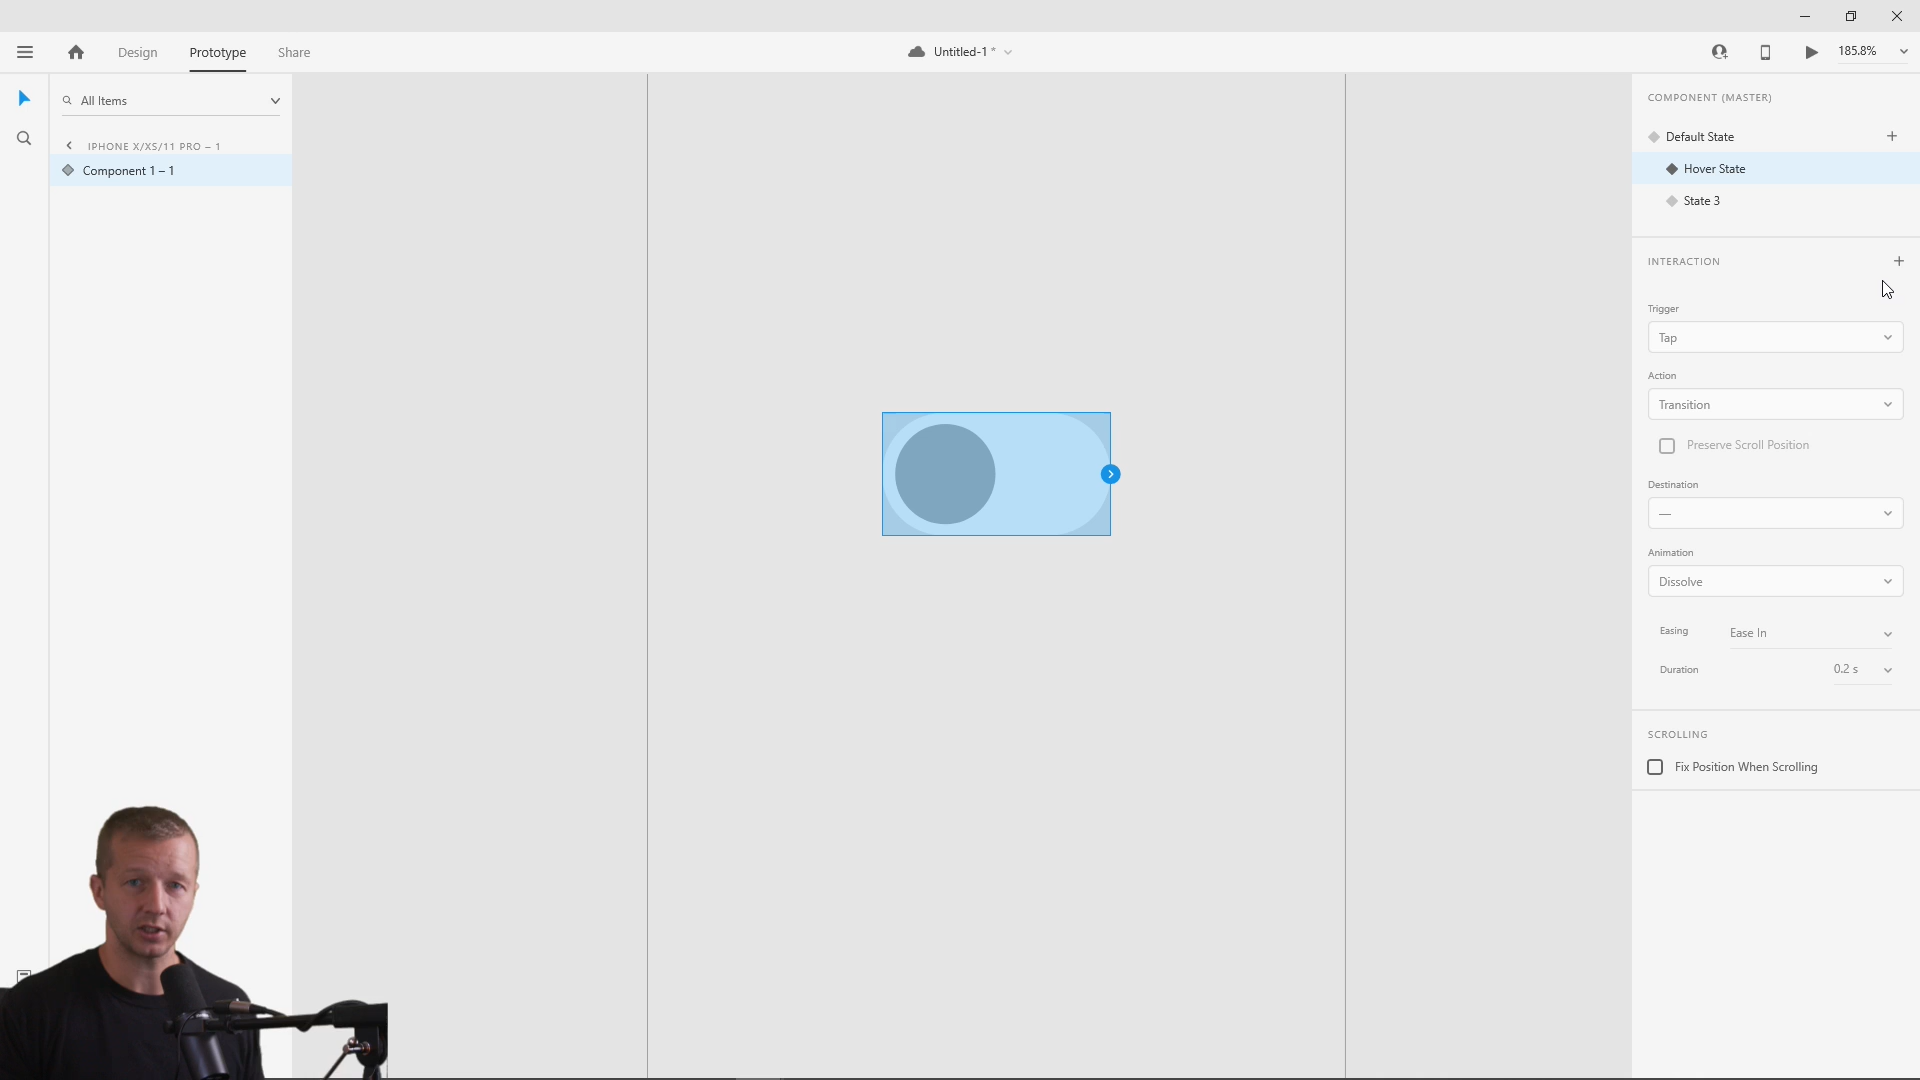 Design
Prototype
Share
Untitled-1 *
185.8%
All Items
IPHONE X/XS/11 PRO – 1
Component 1 – 1
COMPONENT (MASTER)
Default State
Hover State
State 3
INTERACTION
Trigger
Tap
Action
Transition
Preserve Scroll Position
Destination
—
Animation
Dissolve
Easing
Ease In
Duration
0.2 s
SCROLLING
Fix Position When Scrolling